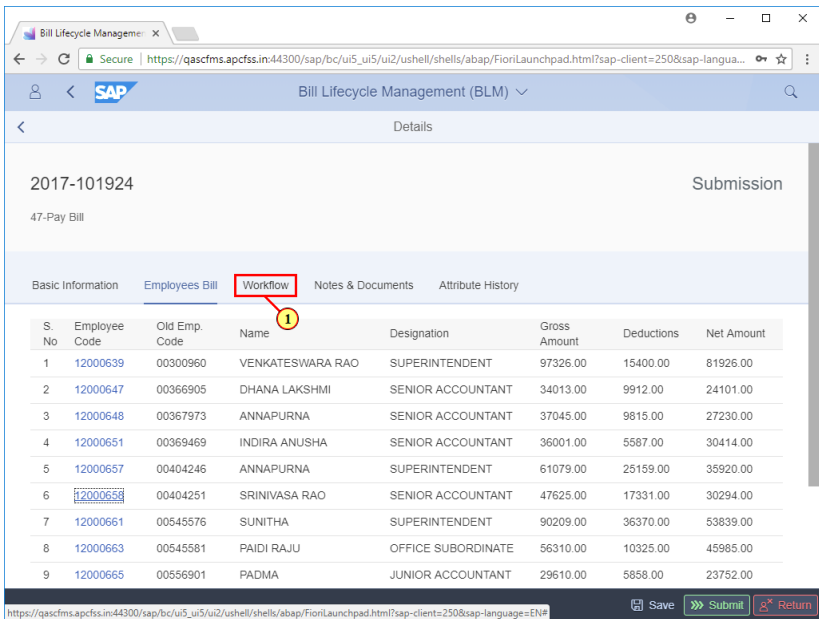 Bill Lifecycle Managemen
Secure | https://qascfms.apcfss.in:44300/sap/bc/ui5_ui5/ui2/ushell/shells/abap/FioriLaunchpad.html?sap-client=250&sap-langua...
SAP Bill Lifecycle Management (BLM)
Details
2017-101924 Submission
47-Pay Bill
Basic Information Employees Bill Workflow Notes & Documents Attribute History
1
S. No Employee Code Old Emp. Code Name Designation Gross Amount Deductions Net Amount
1 12000639 00300960 VENKATESWARA RAO SUPERINTENDENT 97326.00 15400.00 81926.00
2 12000647 00366905 DHANA LAKSHMI SENIOR ACCOUNTANT 34013.00 9912.00 24101.00
3 12000648 00367973 ANNAPURNA SENIOR ACCOUNTANT 37045.00 9815.00 27230.00
4 12000651 00369469 INDIRA ANUSHA SENIOR ACCOUNTANT 36001.00 5587.00 30414.00
5 12000657 00404246 ANNAPURNA SUPERINTENDENT 61079.00 25159.00 35920.00
6 12000658 00404251 SRINIVASA RAO SENIOR ACCOUNTANT 47625.00 17331.00 30294.00
7 12000661 00545576 SUNITHA SUPERINTENDENT 90209.00 36370.00 53839.00
8 12000663 00545581 PAIDI RAJU OFFICE SUBORDINATE 56310.00 10325.00 45985.00
9 12000665 00556901 PADMA JUNIOR ACCOUNTANT 29610.00 5858.00 23752.00
Save Submit Return
https://qascfms.apcfss.in:44300/sap/bc/ui5_ui5/ui2/ushell/shells/abap/FioriLaunchpad.html?sap-client=250&sap-language=EN#